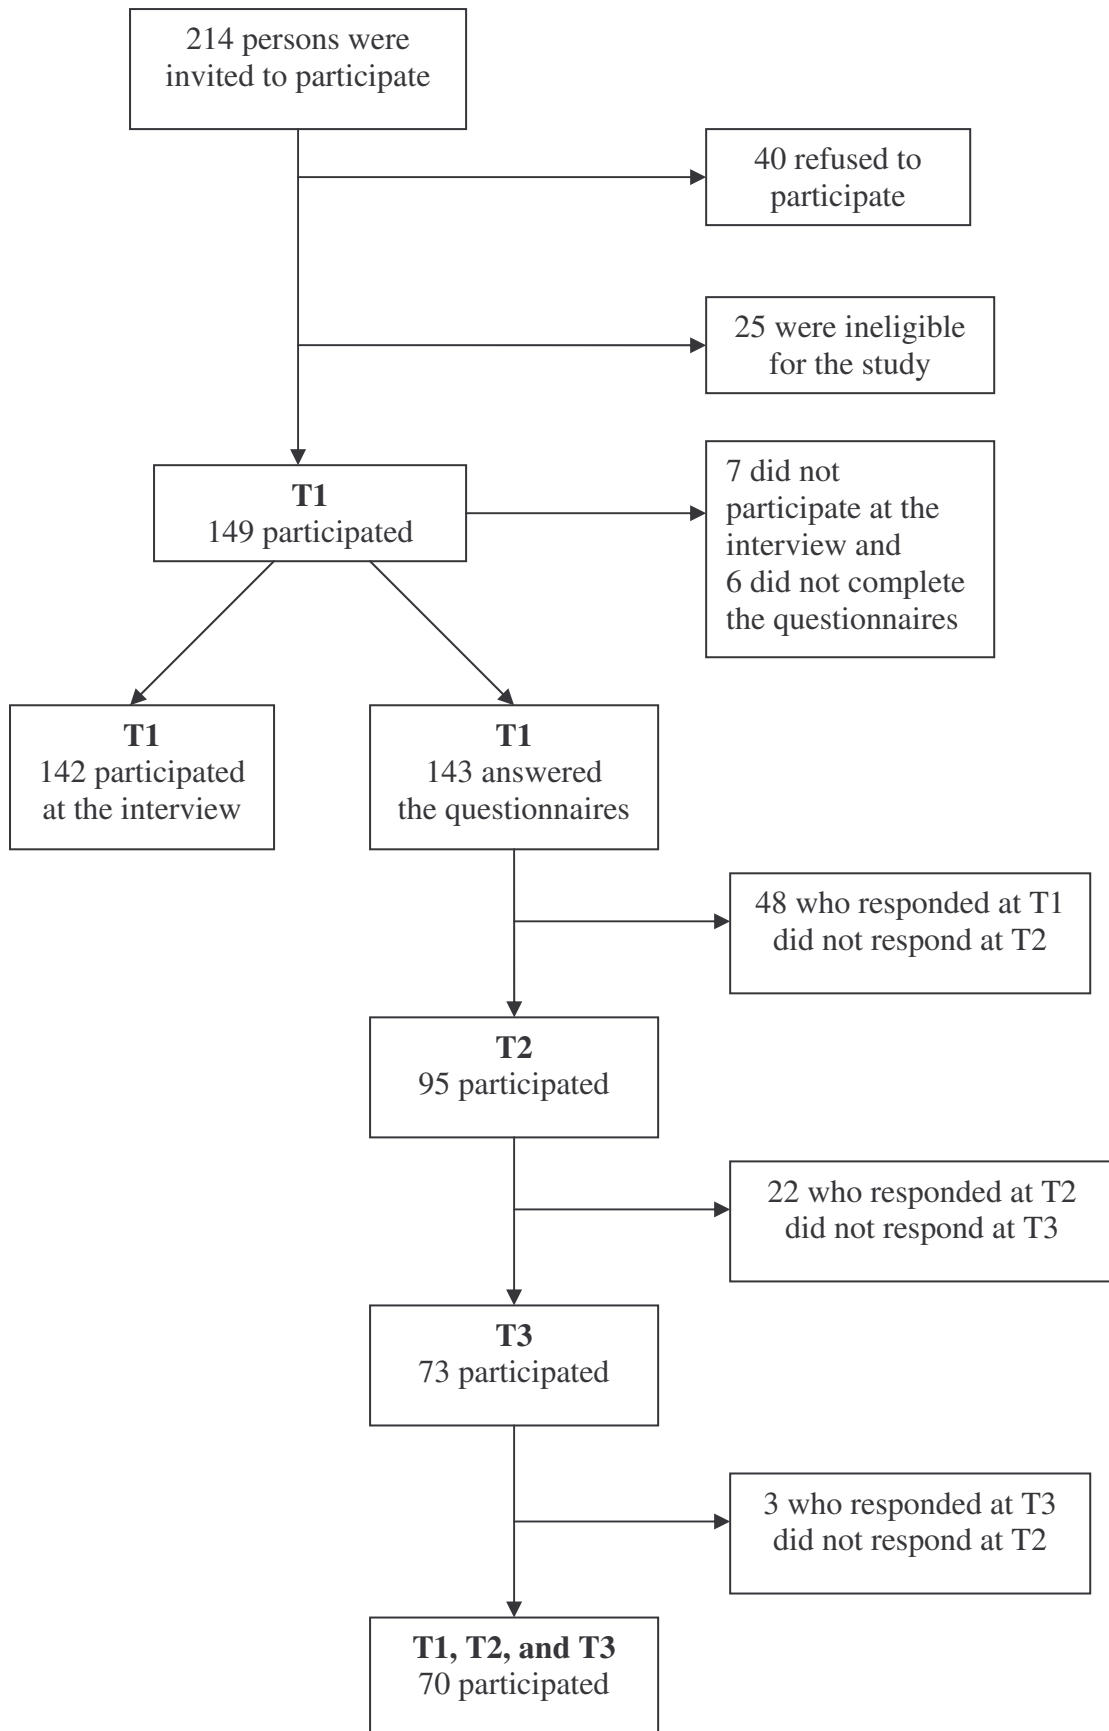 214 persons were
invited to participate
40 refused to
participate
25 were ineligible
for the study
T1
149 participated
7 did not
participate at the
interview and
6 did not complete
the questionnaires
T1
142 participated
at the interview
T1
143 answered
the questionnaires
48 who responded at T1
did not respond at T2
T2
95 participated
22 who responded at T2
did not respond at T3
T3
73 participated
3 who responded at T3
did not respond at T2
T1, T2, and T3
70 participated